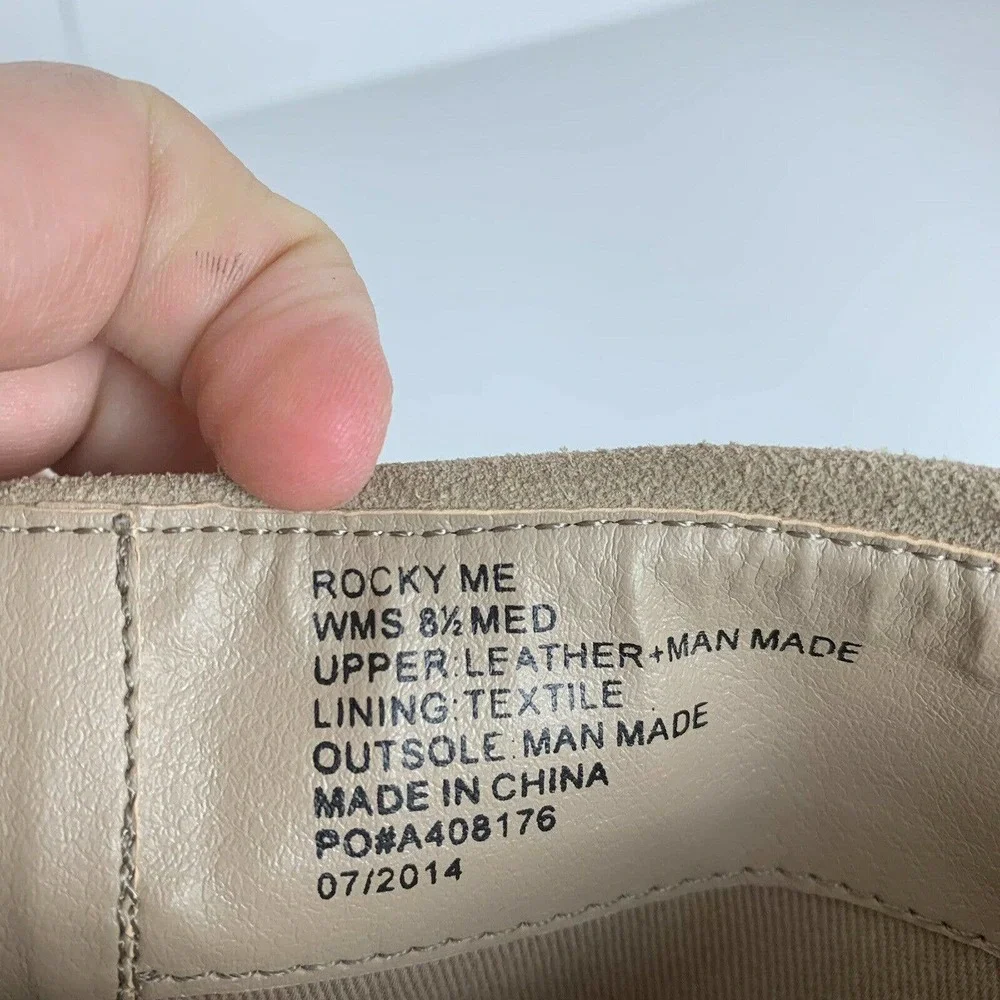 ROCKY ME
WMS 8½ MED
UPPER:LEATHER+MAN MADE
LINING:TEXTILE
OUTSOLE:MAN MADE
MADE IN CHINA
PO#A408176
07/2014